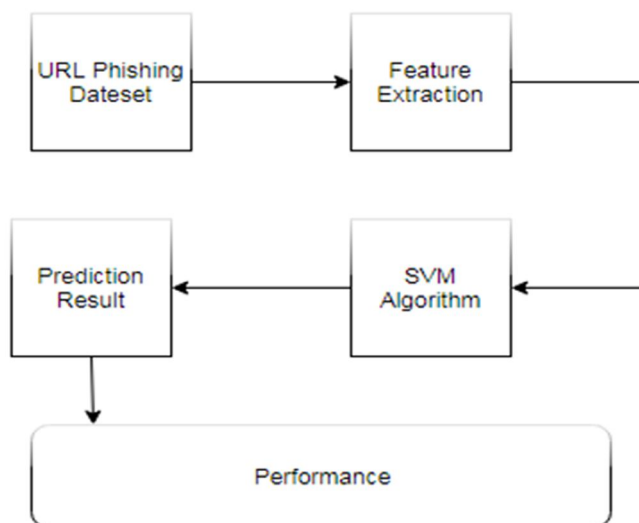 URL Phishing
Dateset
Feature
Extraction
Prediction
Result
SVM
Algorithm
Performance